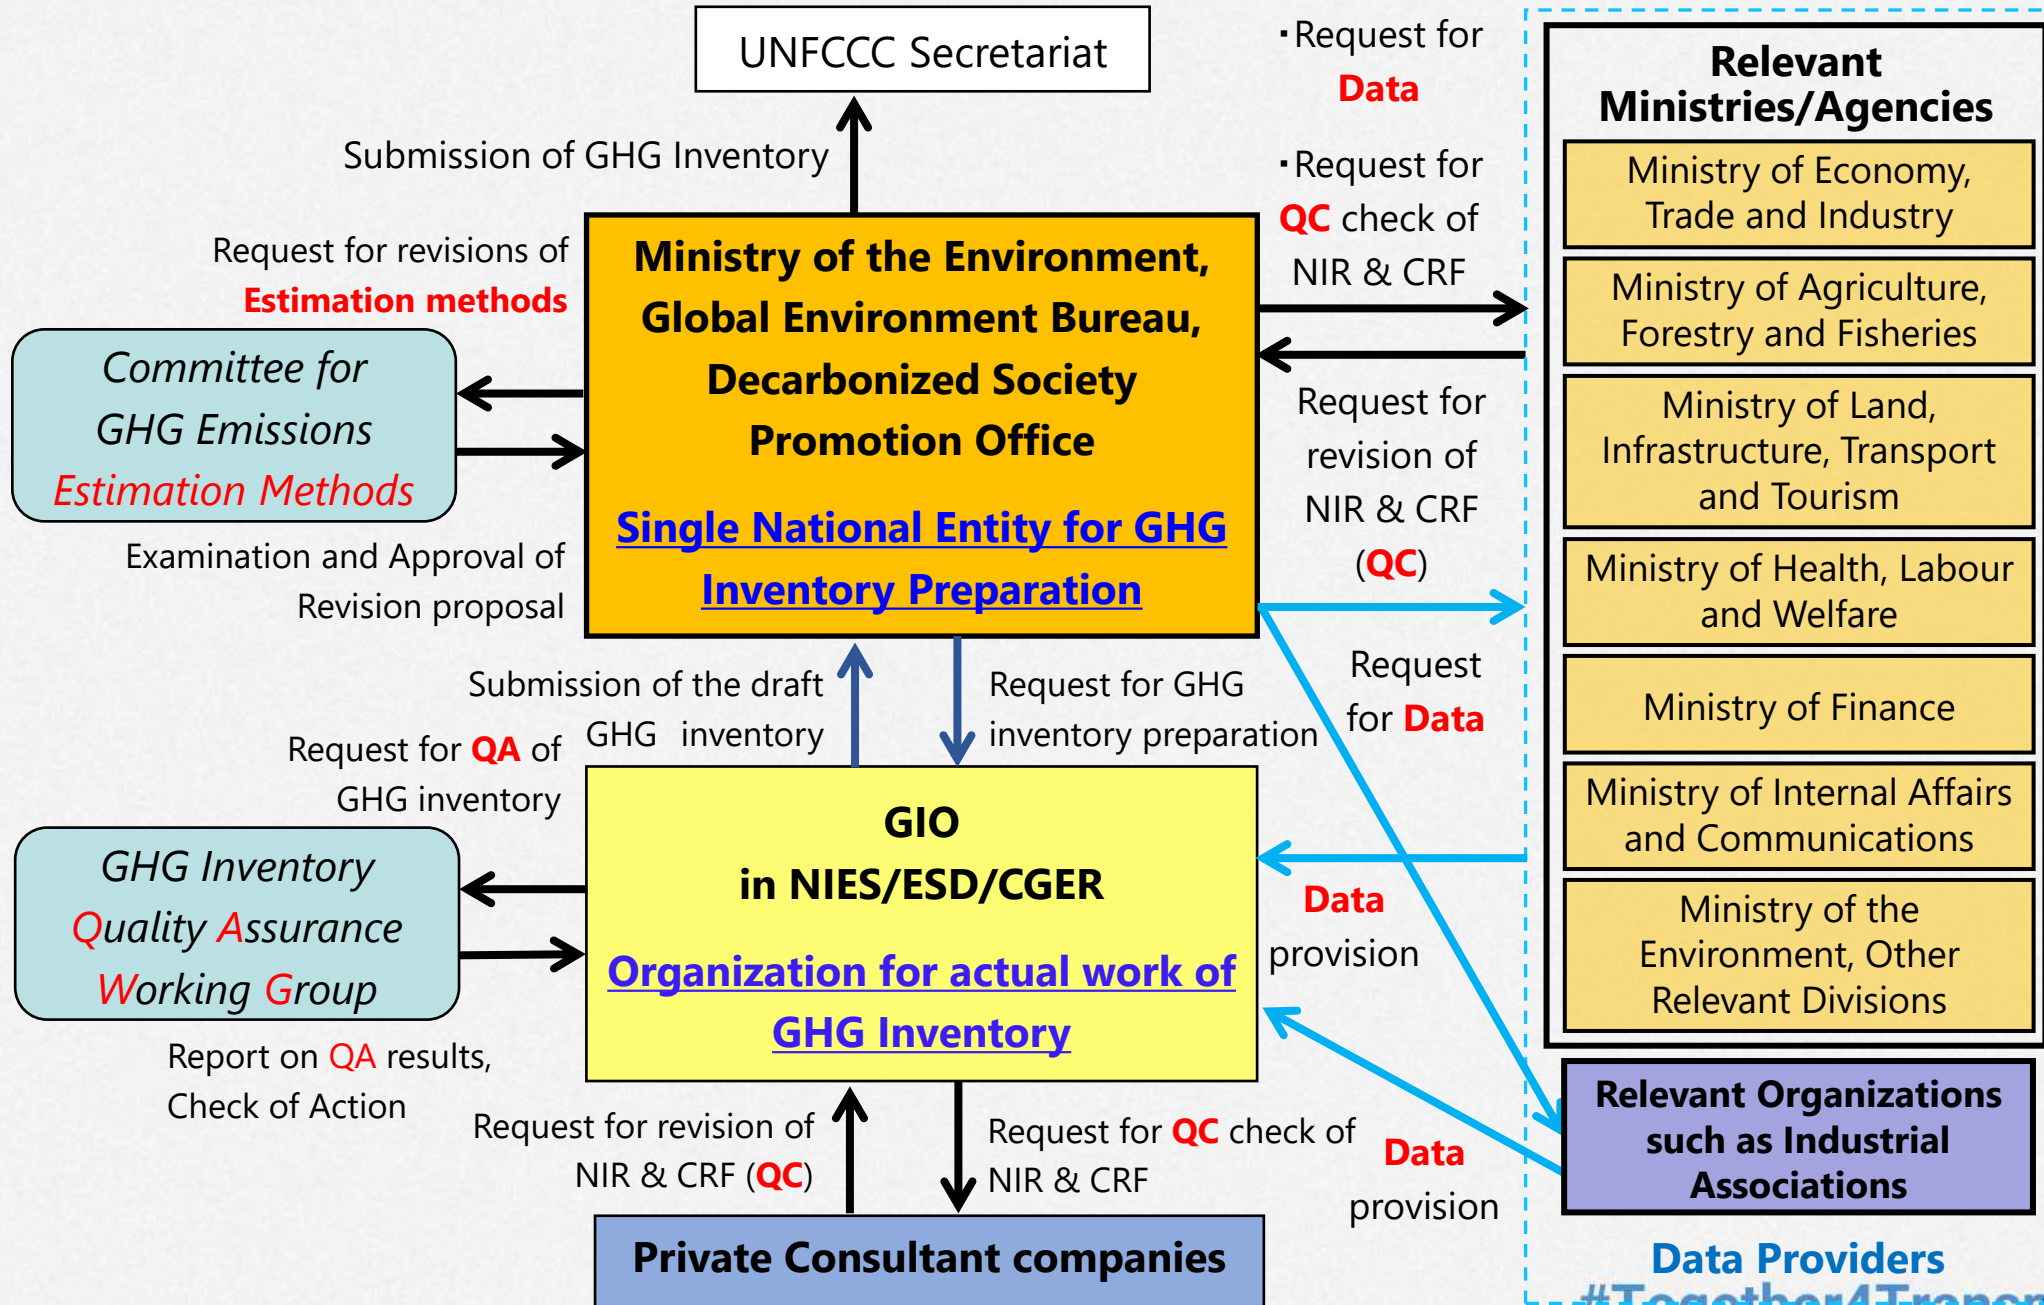 UNFCCC Secretariat
Submission of GHG Inventory
Request for revisions of
Estimation methods
Committee for
GHG Emissions
Estimation Methods
Examination and Approval of
Revision proposal
Ministry of the Environment,
Global Environment Bureau,
Decarbonized Society
Promotion Office
Single National Entity for GHG
Inventory Preparation
Submission of the draft
GHG inventory
Request for GHG
inventory preparation
Request for QA of
GHG inventory
GHG Inventory
Quality Assurance
Working Group
Report on QA results,
Check of Action
GIO
in NIES/ESD/CGER
Organization for actual work of
GHG Inventory
Request for revision of
NIR & CRF (QC)
Request for QC check of
NIR & CRF
Private Consultant companies
･Request for
Data
･Request for
QC check of
NIR & CRF
Request for
revision of
NIR & CRF
(QC)
Request
for Data
Data
provision
Data
provision
Relevant
Ministries/Agencies
Ministry of Economy,
Trade and Industry
Ministry of Agriculture,
Forestry and Fisheries
Ministry of Land,
Infrastructure, Transport
and Tourism
Ministry of Health, Labour
and Welfare
Ministry of Finance
Ministry of Internal Affairs
and Communications
Ministry of the
Environment, Other
Relevant Divisions
Relevant Organizations
such as Industrial
Associations
Data Providers